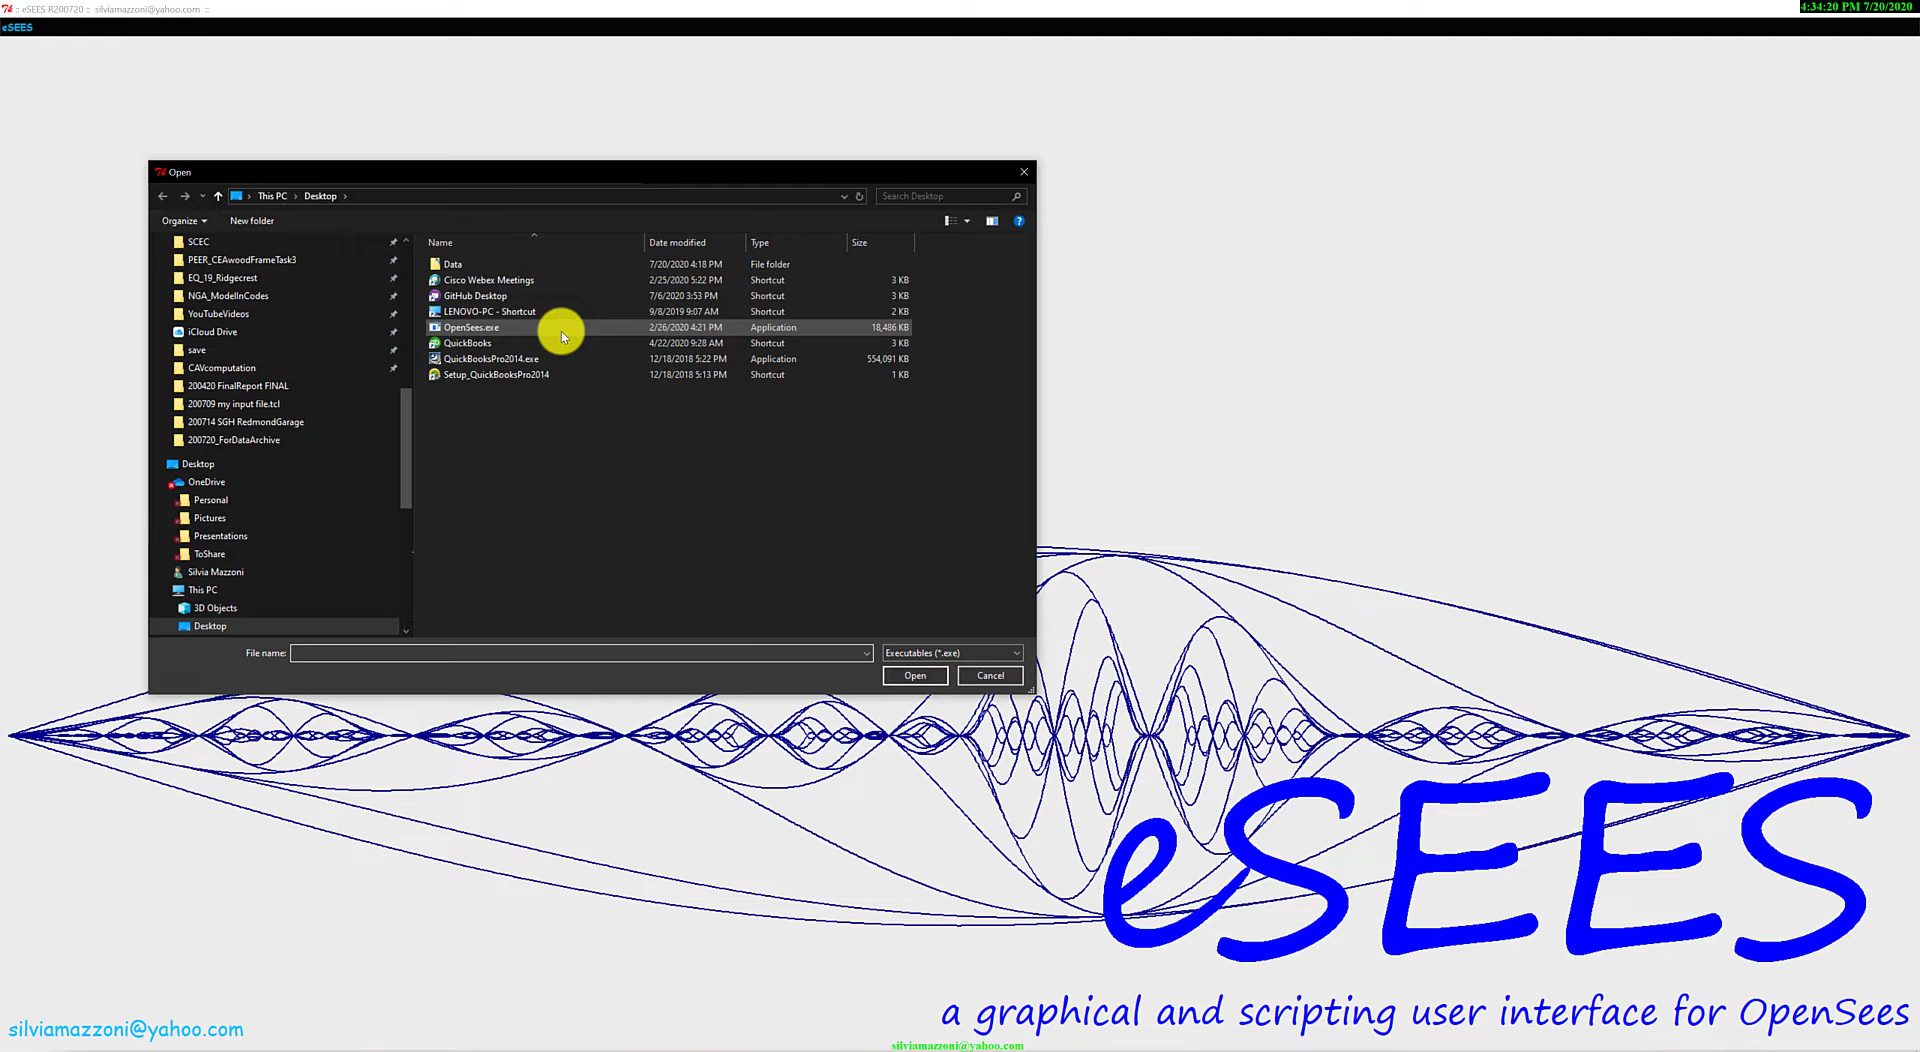 :: eSEES R200720 :: silviamazzoni@yahoo.com ::
4:34:20 PM 7/20/2020
eSEES
Open
This PC > Desktop >
Search Desktop
Organize
New folder
Name Date modified Type Size
SCEC
PEER_CEAwoodFrameTask3
EQ_19_Ridgecrest
NGA_ModelInCodes
YouTubeVideos
iCloud Drive
save
CAVcomputation
200420 FinalReport FINAL
200709 my input file.tcl
200714 SGH RedmondGarage
200720_ForDataArchive
Desktop
OneDrive
Personal
Pictures
Presentations
ToShare
Silvia Mazzoni
This PC
3D Objects
Desktop
Data 7/20/2020 4:18 PM File folder
Cisco Webex Meetings 2/25/2020 5:22 PM Shortcut 3 KB
GitHub Desktop 7/6/2020 3:53 PM Shortcut 3 KB
LENOVO-PC - Shortcut 9/8/2019 9:07 AM Shortcut 2 KB
OpenSees.exe 2/26/2020 4:21 PM Application 18,486 KB
QuickBooks 4/22/2020 9:28 AM Shortcut 3 KB
QuickBooksPro2014.exe 12/18/2018 5:22 PM Application 554,091 KB
Setup_QuickBooksPro2014 12/18/2018 5:13 PM Shortcut 1 KB
File name:
Executables (*.exe)
Open
Cancel
eSEES
a graphical and scripting user interface for OpenSees
silviamazzoni@yahoo.com
silviamazzoni@yahoo.com